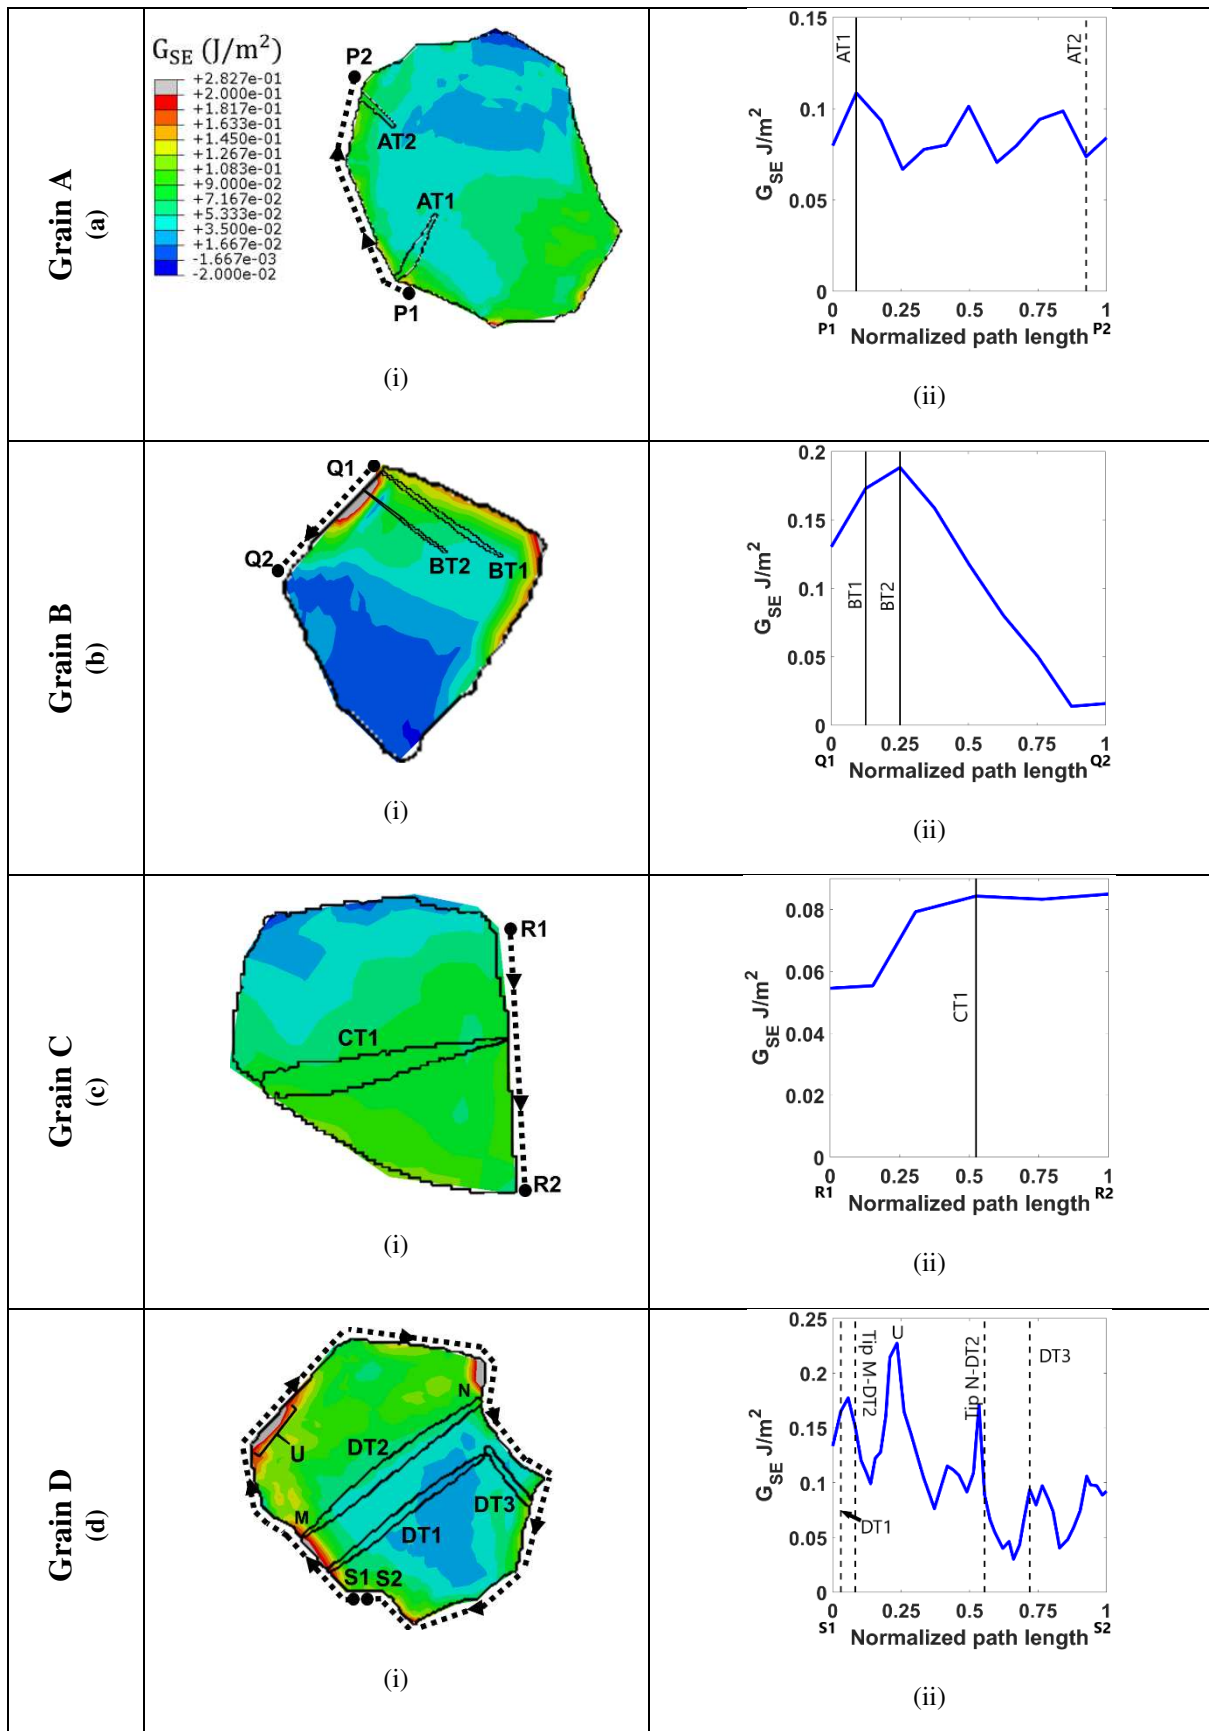 Grain A
(a)
G_SE (J/m²)
+2.827e-01
+2.000e-01
+1.817e-01
+1.633e-01
+1.450e-01
+1.267e-01
+1.083e-01
+9.000e-02
+7.167e-02
+5.333e-02
+3.500e-02
+1.667e-02
-1.667e-03
-2.000e-02
P2
AT2
AT1
P1
(i)
G_SE J/m²
0.15
0.1
0.05
0
AT1
AT2
0 0.25 0.5 0.75 1
P1 Normalized path length P2
(ii)
Grain B
(b)
Q1
Q2
BT2
BT1
(i)
G_SE J/m²
0.2
0.15
0.1
0.05
0
BT1
BT2
0 0.25 0.5 0.75 1
Q1 Normalized path length Q2
(ii)
Grain C
(c)
R1
CT1
R2
(i)
G_SE J/m²
0.08
0.06
0.04
0.02
0
CT1
0 0.25 0.5 0.75 1
R1 Normalized path length R2
(ii)
Grain D
(d)
N
U
DT2
M
DT1
DT3
S1 S2
(i)
G_SE J/m²
0.25
0.2
0.15
0.1
0.05
0
DT1
Tip M-DT2
U
Tip N-DT2
DT3
0 0.25 0.5 0.75 1
S1 Normalized path length S2
(ii)